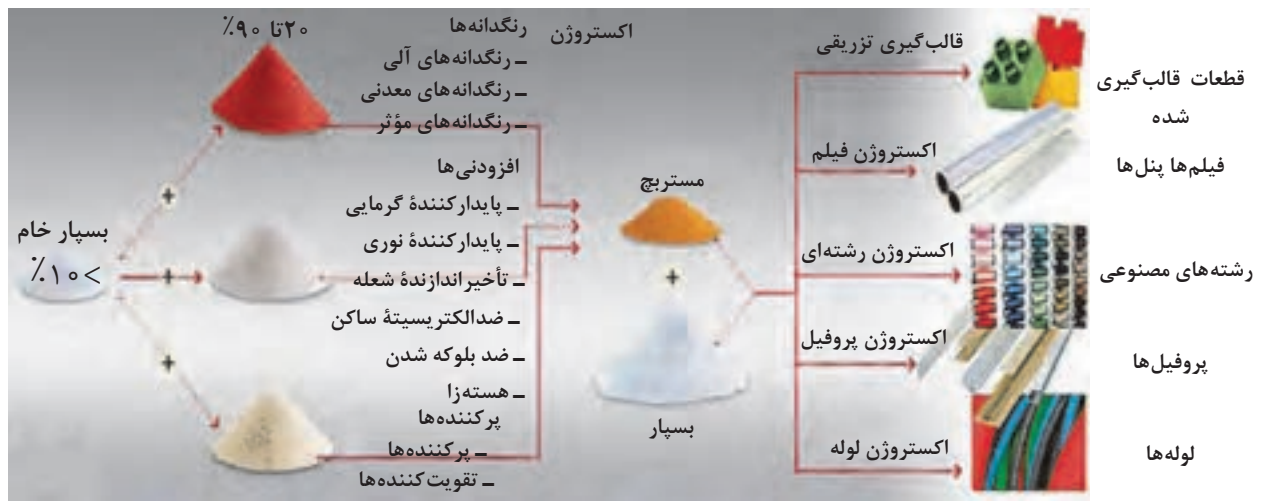 رنگدانه‌ها
ـ رنگدانه‌های آلی
ـ رنگدانه‌های معدنی
ـ رنگدانه‌های مؤثر
افزودنی‌ها
ـ پایدارکنندهٔ گرمایی
ـ پایدارکنندهٔ نوری
ـ تأخیراندازندهٔ شعله
ـ ضدالکتریسیتهٔ ساکن
ـ ضد بلوکه شدن
ـ هسته‌زا
پرکننده‌ها
ـ پرکننده‌ها
ـ تقویت‌کننده‌ها
۲۰ تا ۹۰٪
بسپار خام
>۱۰٪
+
+
+
اکستروژن
مستربچ
+
بسپار
قالب‌گیری تزریقی
قطعات قالب‌گیری
شده
اکستروژن فیلم
فیلم‌ها پنل‌ها
اکستروژن رشته‌ای
رشته‌های مصنوعی
اکستروژن پروفیل
پروفیل‌ها
اکستروژن لوله
لوله‌ها